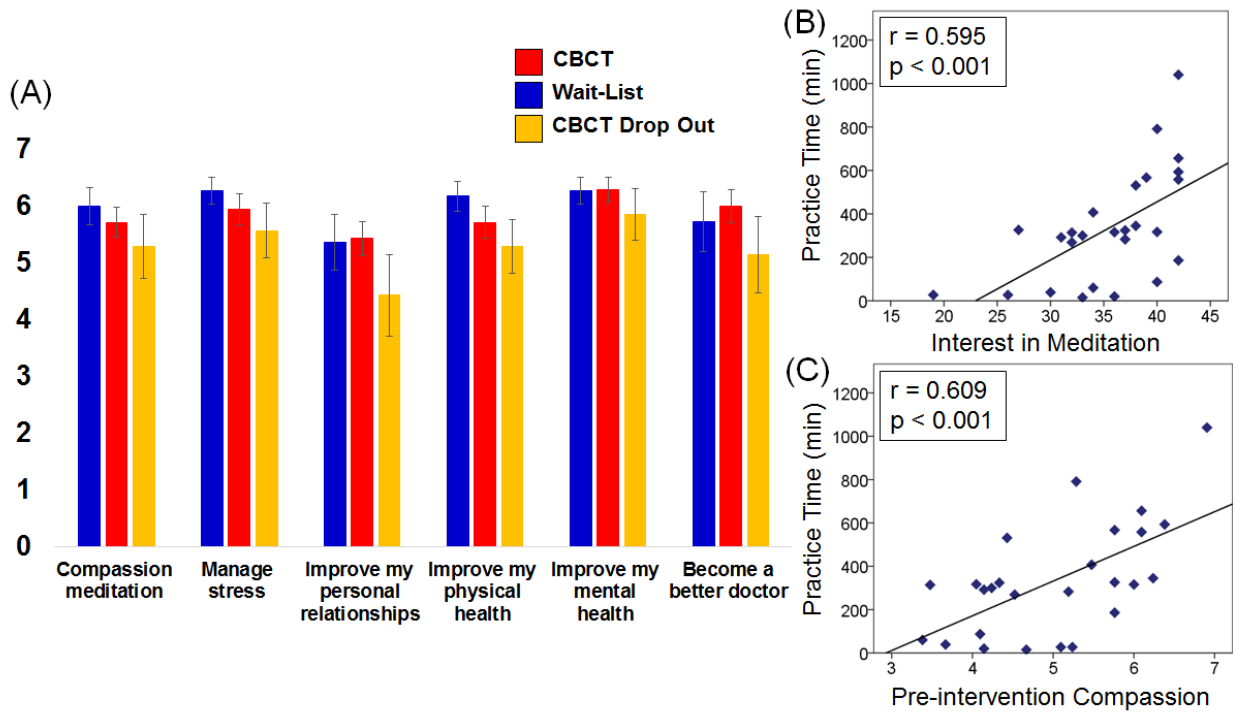 (A)
CBCT
Wait-List
CBCT Drop Out
7
6
5
4
3
2
1
0
Compassion
meditation
Manage
stress
Improve my
personal
relationships
Improve my
physical
health
Improve my
mental
health
Become a
better doctor
(B)
r = 0.595
p < 0.001
Practice Time (min)
1200
1000
800
600
400
200
0
15 20 25 30 35 40 45
Interest in Meditation
(C)
r = 0.609
p < 0.001
Practice Time (min)
1200
1000
800
600
400
200
0
3 4 5 6 7
Pre-intervention Compassion